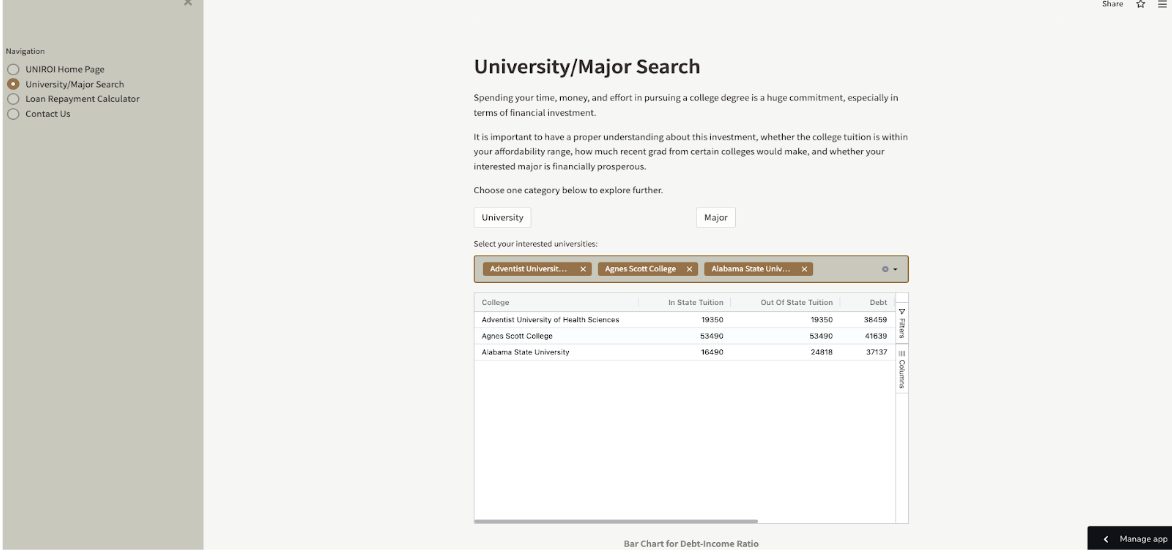 Share
Navigation
UNIROI Home Page
University/Major Search
Loan Repayment Calculator
Contact Us
University/Major Search
Spending your time, money, and effort in pursuing a college degree is a huge commitment, especially in
terms of financial investment.
It is important to have a proper understanding about this investment, whether the college tuition is within
your affordability range, how much recent grad from certain colleges would make, and whether your
interested major is financially prosperous.
Choose one category below to explore further.
University Major
Select your interested universities:
Adventist Universit... Agnes Scott College Alabama State Univ...
College In State Tuition Out Of State Tuition Debt
Adventist University of Health Sciences 19350 19350 38459
Agnes Scott College 53490 53490 41639
Alabama State University 16490 24818 37137
Filters
Columns
Bar Chart for Debt-Income Ratio
Manage app